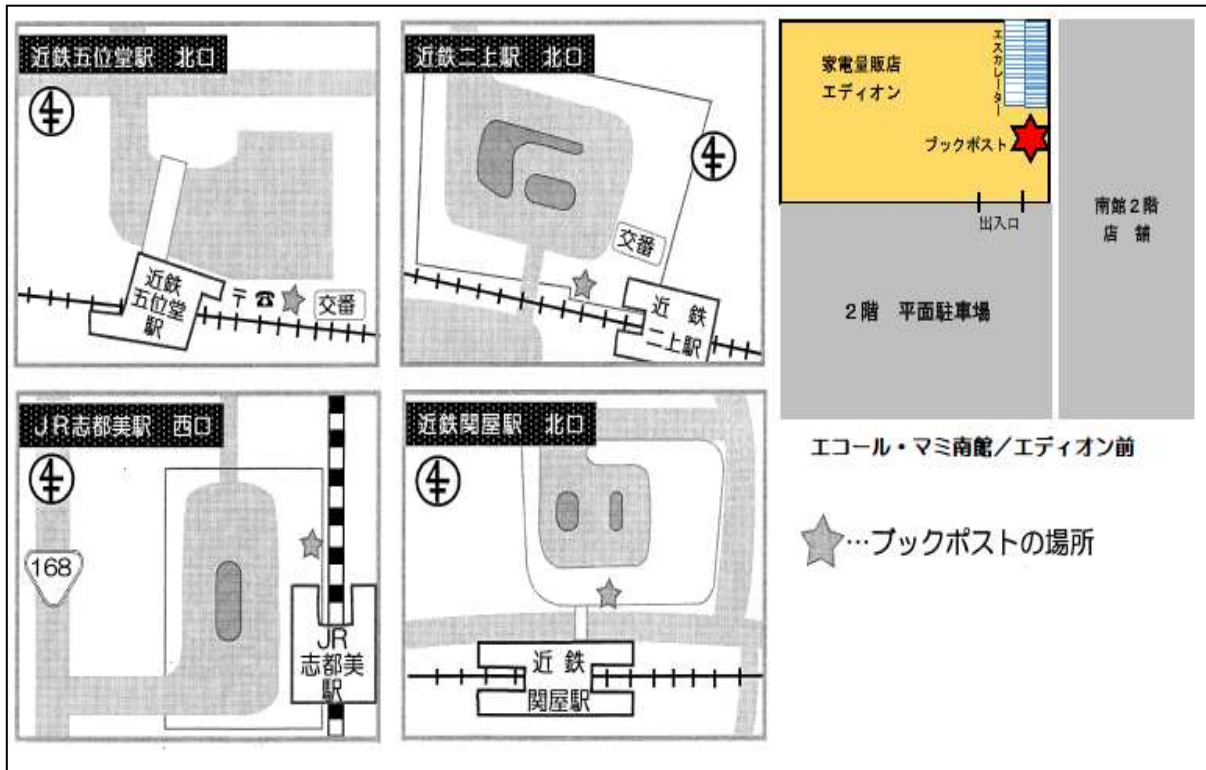 近鉄五位堂駅 北口
近鉄
五位堂
駅
〒 ☎
交番
近鉄二上駅 北口
交番
近鉄
二上駅
家電量販店
エディオン
エスカレーター
ブックポスト
出入口
2階 平面駐車場
南館2階
店 舗
エコール・マミ南館/エディオン前
JR志都美駅 西口
168
JR
志都美
駅
近鉄関屋駅 北口
近鉄
関屋駅
★…ブックポストの場所